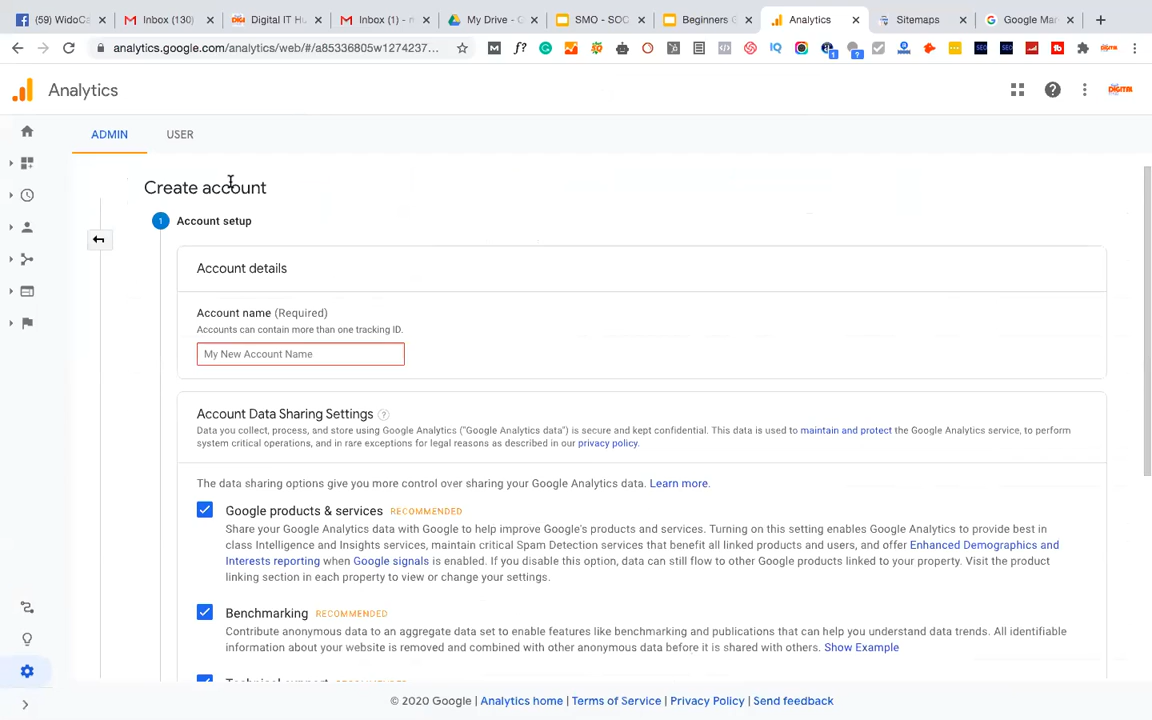 (59) WidoCa
Inbox (130)
Digital IT Hu
Inbox (1) - n
My Drive - G
SMO - SOC
Beginners G
Analytics
Sitemaps
Google Mar
analytics.google.com/analytics/web/#/a85336805w1274237...
Analytics
DIGITAL
ADMIN
USER
Create account
1 Account setup
Account details
Account name (Required)
Accounts can contain more than one tracking ID.
My New Account Name
Account Data Sharing Settings ?
Data you collect, process, and store using Google Analytics ("Google Analytics data") is secure and kept confidential. This data is used to maintain and protect the Google Analytics service, to perform
system critical operations, and in rare exceptions for legal reasons as described in our privacy policy.
The data sharing options give you more control over sharing your Google Analytics data. Learn more.
Google products & services RECOMMENDED
Share your Google Analytics data with Google to help improve Google's products and services. Turning on this setting enables Google Analytics to provide best in
class Intelligence and Insights services, maintain critical Spam Detection services that benefit all linked products and users, and offer Enhanced Demographics and
Interests reporting when Google signals is enabled. If you disable this option, data can still flow to other Google products linked to your property. Visit the product
linking section in each property to view or change your settings.
Benchmarking RECOMMENDED
Contribute anonymous data to an aggregate data set to enable features like benchmarking and publications that can help you understand data trends. All identifiable
information about your website is removed and combined with other anonymous data before it is shared with others. Show Example
Technical support RECOMMENDED
© 2020 Google | Analytics home | Terms of Service | Privacy Policy | Send feedback